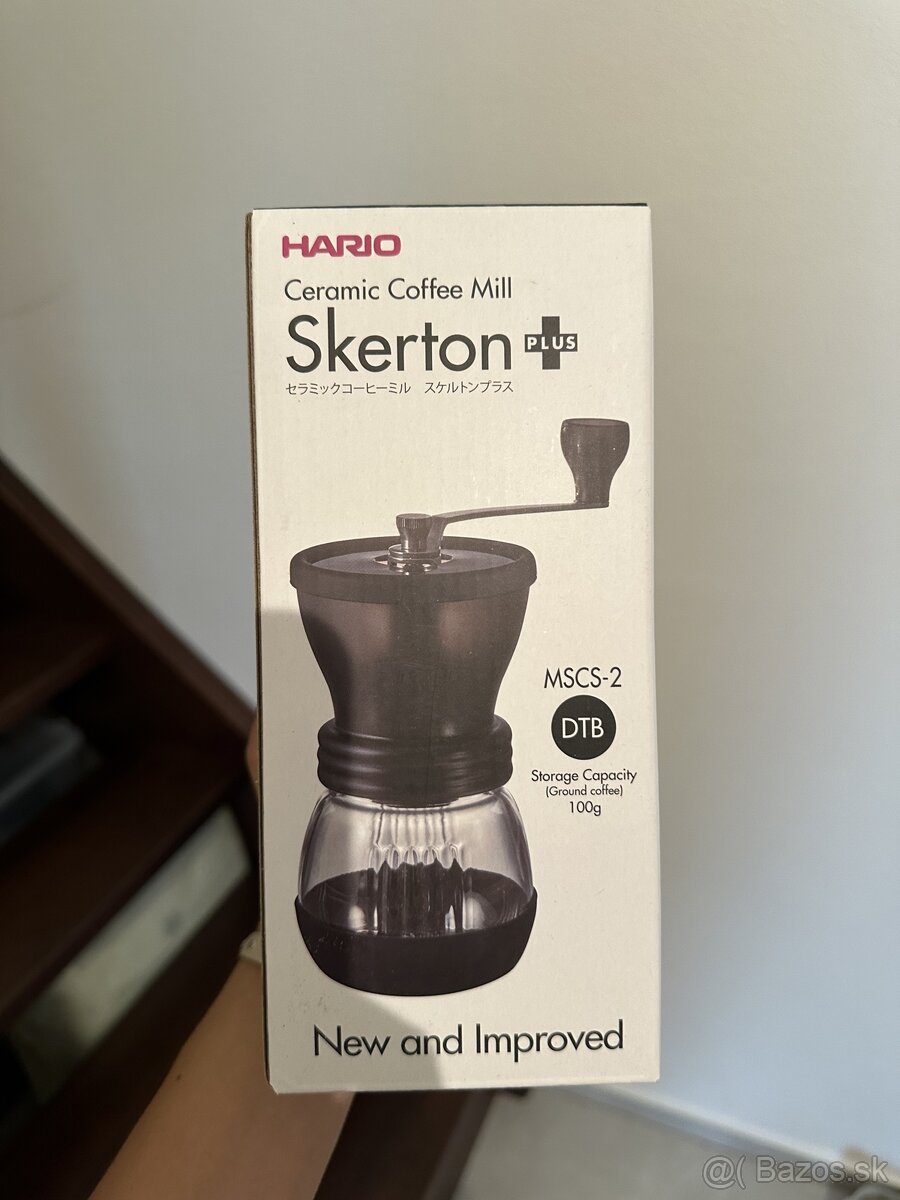 HARIO
Ceramic Coffee Mill
Skerton PLUS
セラミックコーヒーミル スケルトンプラス
MSCS-2
DTB
Storage Capacity
(Ground coffee)
100g
New and Improved
@( Bazos.sk